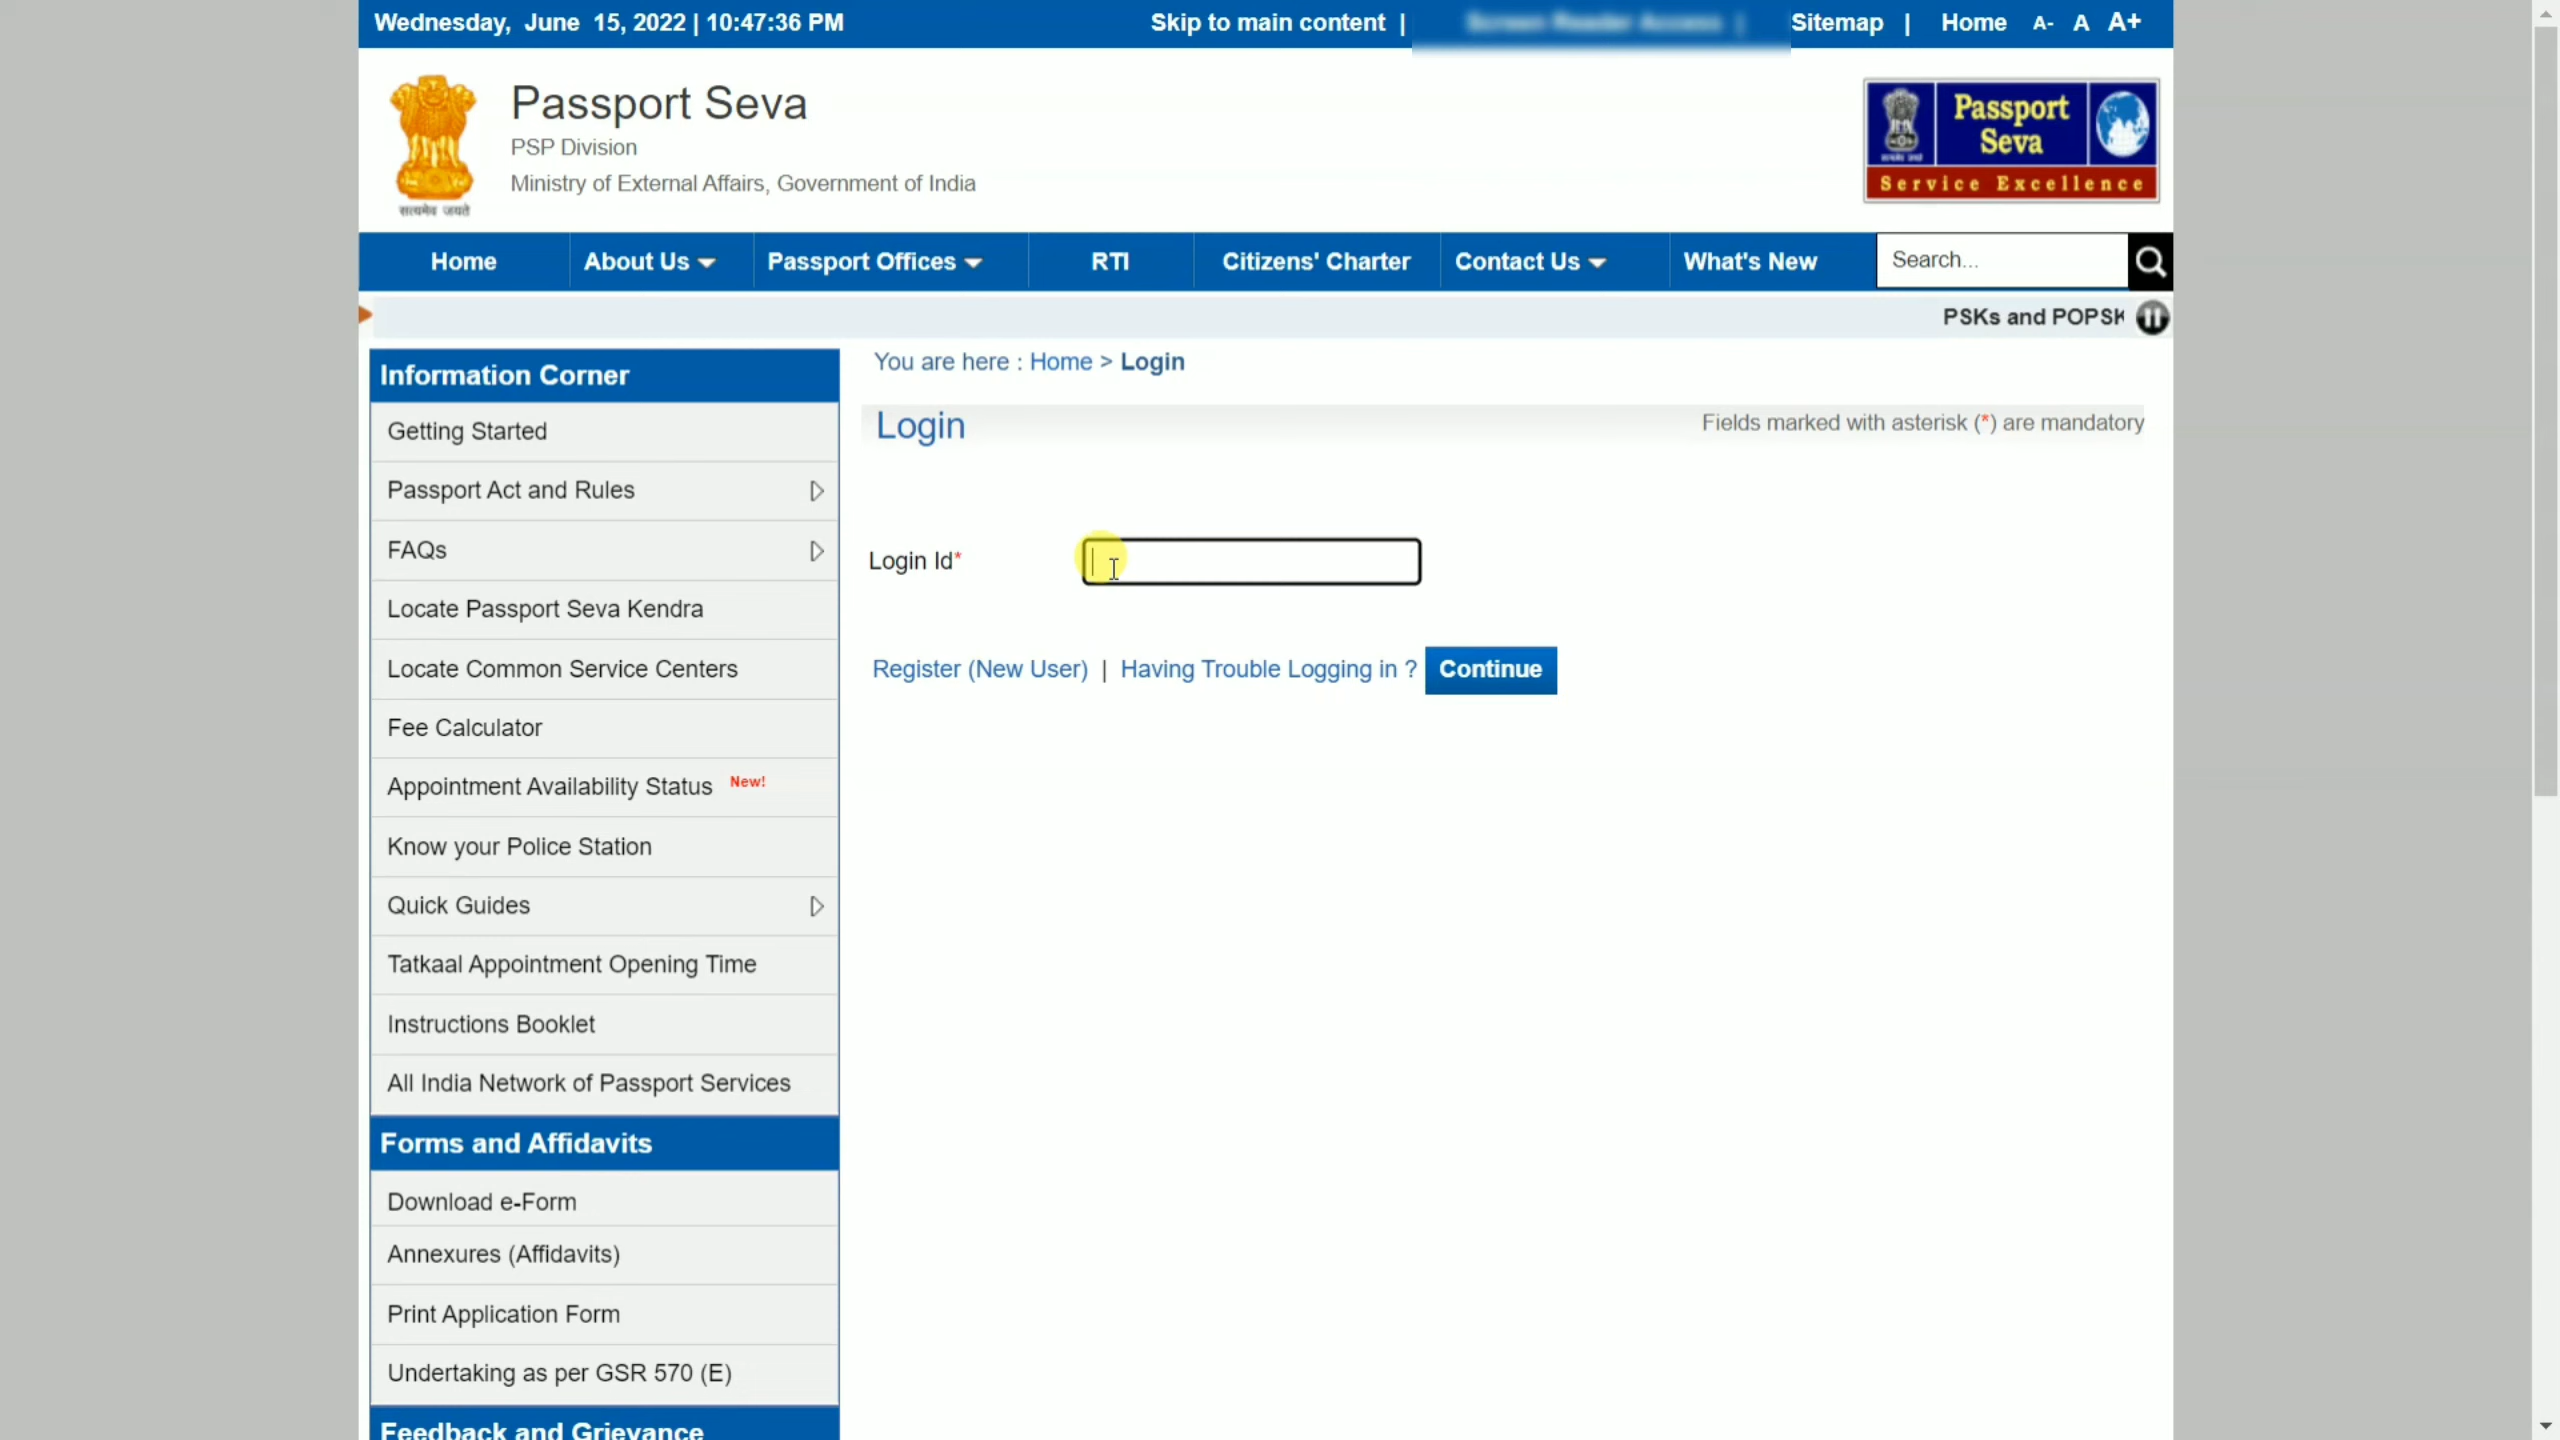 Wednesday, June 15, 2022 | 10:47:36 PM
Skip to main content |
Sitemap | Home A- A A+
Passport Seva
PSP Division
Ministry of External Affairs, Government of India
सत्यमेव जयते
Passport Seva
Service Excellence
Home About Us Passport Offices RTI Citizens' Charter Contact Us What's New Search...
PSKs and POPSK
Information Corner
Getting Started
Passport Act and Rules
FAQs
Locate Passport Seva Kendra
Locate Common Service Centers
Fee Calculator
Appointment Availability Status New!
Know your Police Station
Quick Guides
Tatkaal Appointment Opening Time
Instructions Booklet
All India Network of Passport Services
Forms and Affidavits
Download e-Form
Annexures (Affidavits)
Print Application Form
Undertaking as per GSR 570 (E)
Feedback and Grievance
You are here : Home > Login
Login
Fields marked with asterisk (*) are mandatory
Login Id*
Register (New User) | Having Trouble Logging in ? Continue